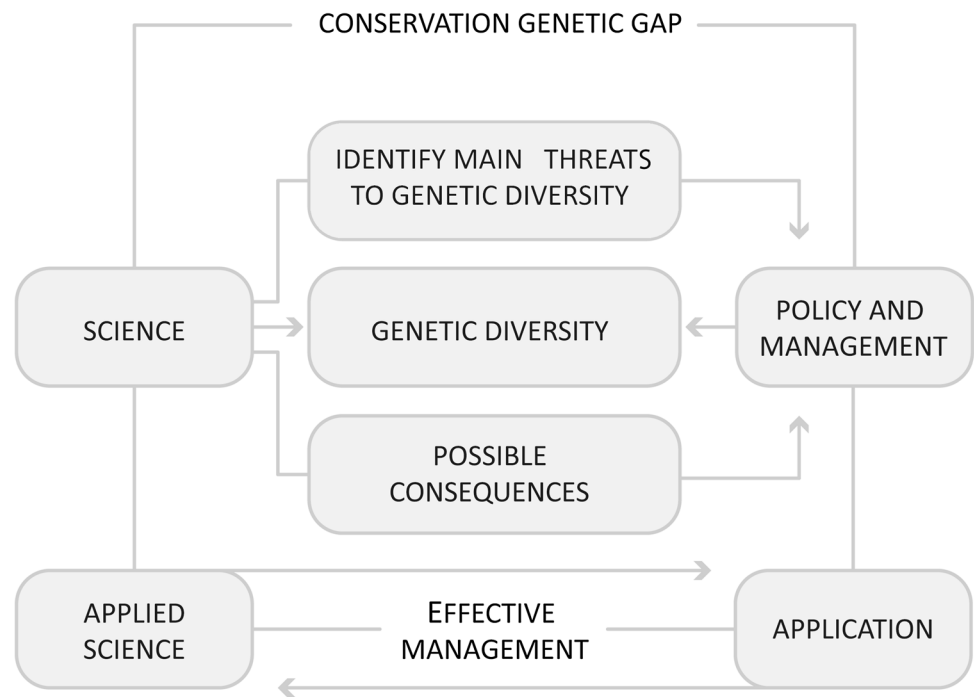 CONSERVATION GENETIC GAP
IDENTIFY MAIN THREATS
TO GENETIC DIVERSITY
SCIENCE
GENETIC DIVERSITY
POLICY AND
MANAGEMENT
POSSIBLE
CONSEQUENCES
APPLIED
SCIENCE
EFFECTIVE
MANAGEMENT
APPLICATION